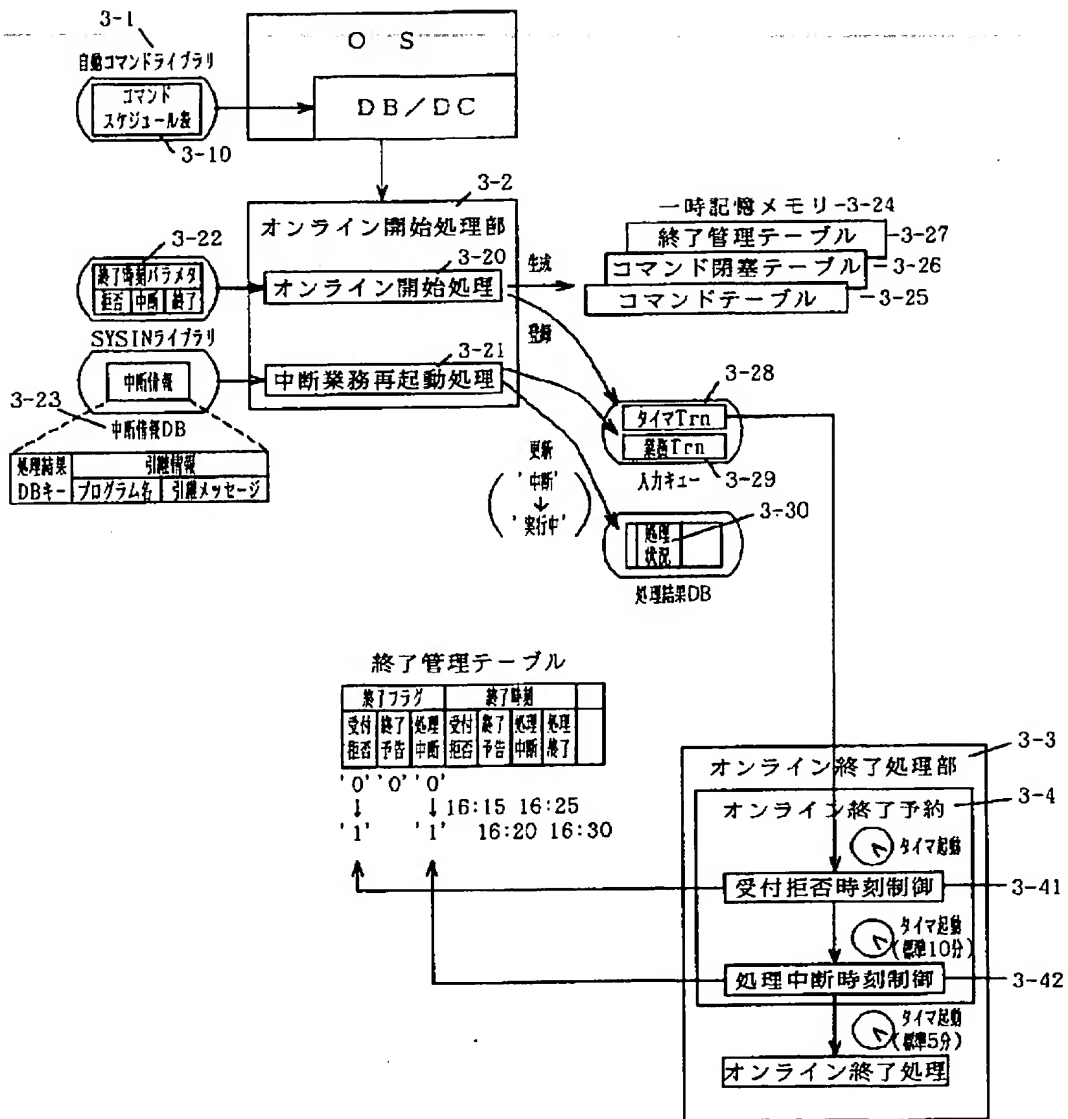 3-1
自動コマンドライブラリ
コマンド
スケジュール表
3-10
OS
DB/DC
3-2
オンライン開始処理部
3-20
オンライン開始処理
3-21
中断業務再起動処理
3-22
終了時刻パラメタ
拒否 中断 終了
SYSINライブラリ
中断情報
3-23
中断情報DB
処理結果 引継情報
DBキー プログラム名 引継メッセージ
生成
登録
一時記憶メモリ-3-24
終了管理テーブル 3-27
コマンド閉塞テーブル 3-26
コマンドテーブル 3-25
3-28
タイマTrn
業務Trn
3-29
入力キュー
更新
'中断'
↓
'実行中'
3-30
処理
状況
処理結果DB
終了管理テーブル
終了フラグ 終了時刻
受付 終了 処理 受付 終了 処理 処理
拒否 予告 中断 拒否 予告 中断 終了
'0' '0' '0'
↓ ↓ 16:15 16:25
'1' '1' 16:20 16:30
3-3
オンライン終了処理部
3-4
オンライン終了予約
タイマ起動
受付拒否時刻制御 3-41
タイマ起動
(標準10分)
処理中断時刻制御 3-42
タイマ起動
(標準5分)
オンライン終了処理